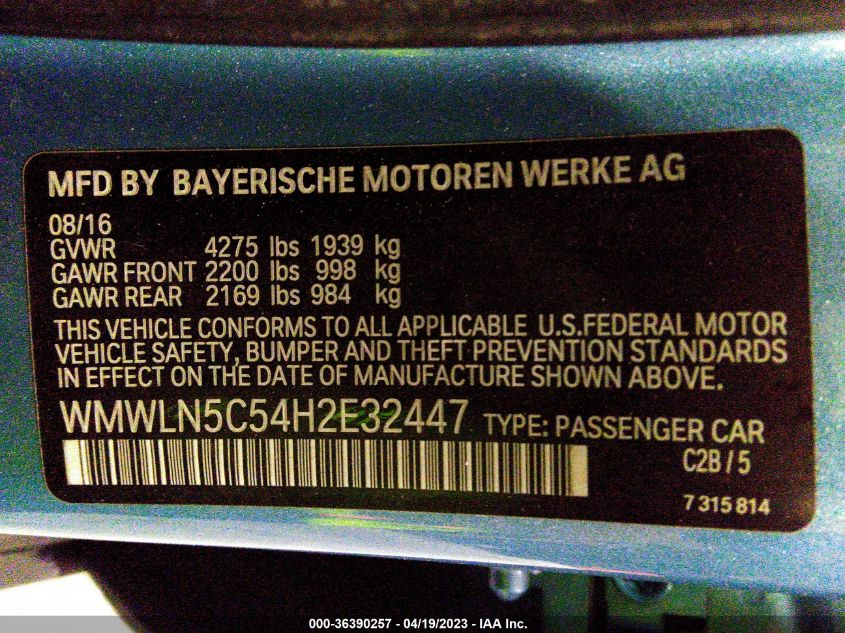 MFD BY BAYERISCHE MOTOREN WERKE AG
08/16
GVWR 4275 lbs 1939 kg
GAWR FRONT 2200 lbs 998 kg
GAWR REAR 2169 lbs 984 kg
THIS VEHICLE CONFORMS TO ALL APPLICABLE U.S.FEDERAL MOTOR
VEHICLE SAFETY, BUMPER AND THEFT PREVENTION STANDARDS
IN EFFECT ON THE DATE OF MANUFACTURE SHOWN ABOVE.
WMWLN5C54H2E32447 TYPE: PASSENGER CAR
C2B / 5
7 315 814
000-36390257 - 04/19/2023 - IAA Inc.